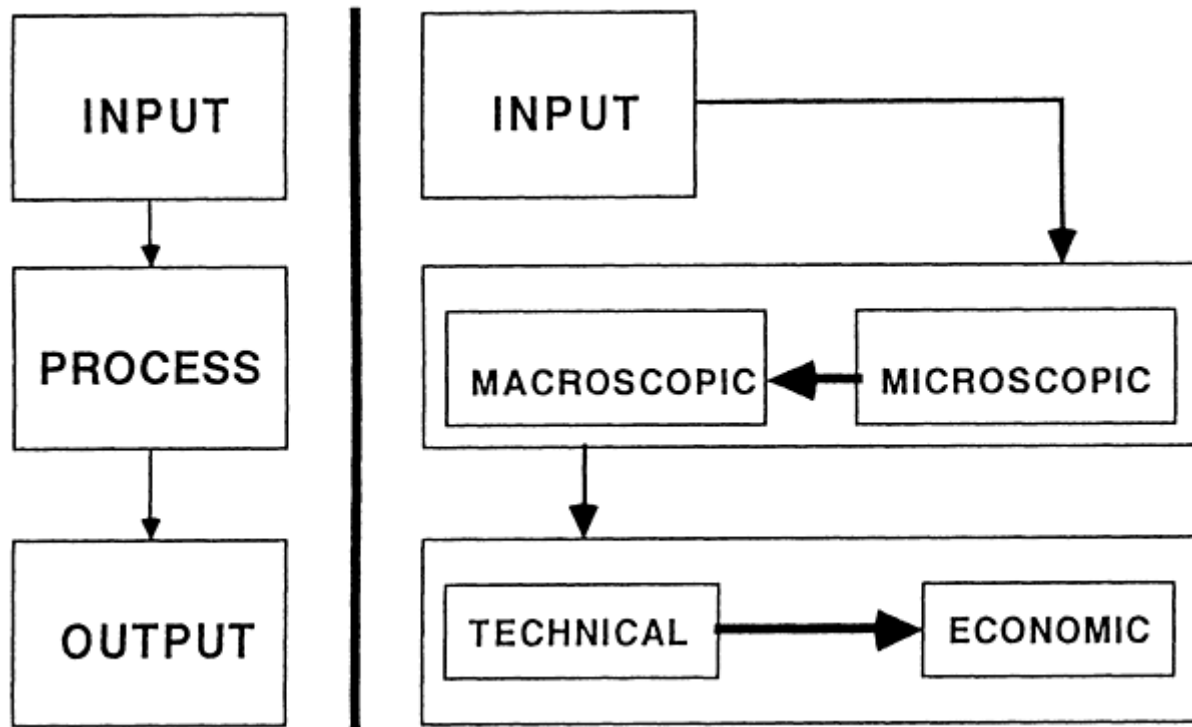 INPUT
PROCESS
OUTPUT
INPUT
MACROSCOPIC
MICROSCOPIC
TECHNICAL
ECONOMIC